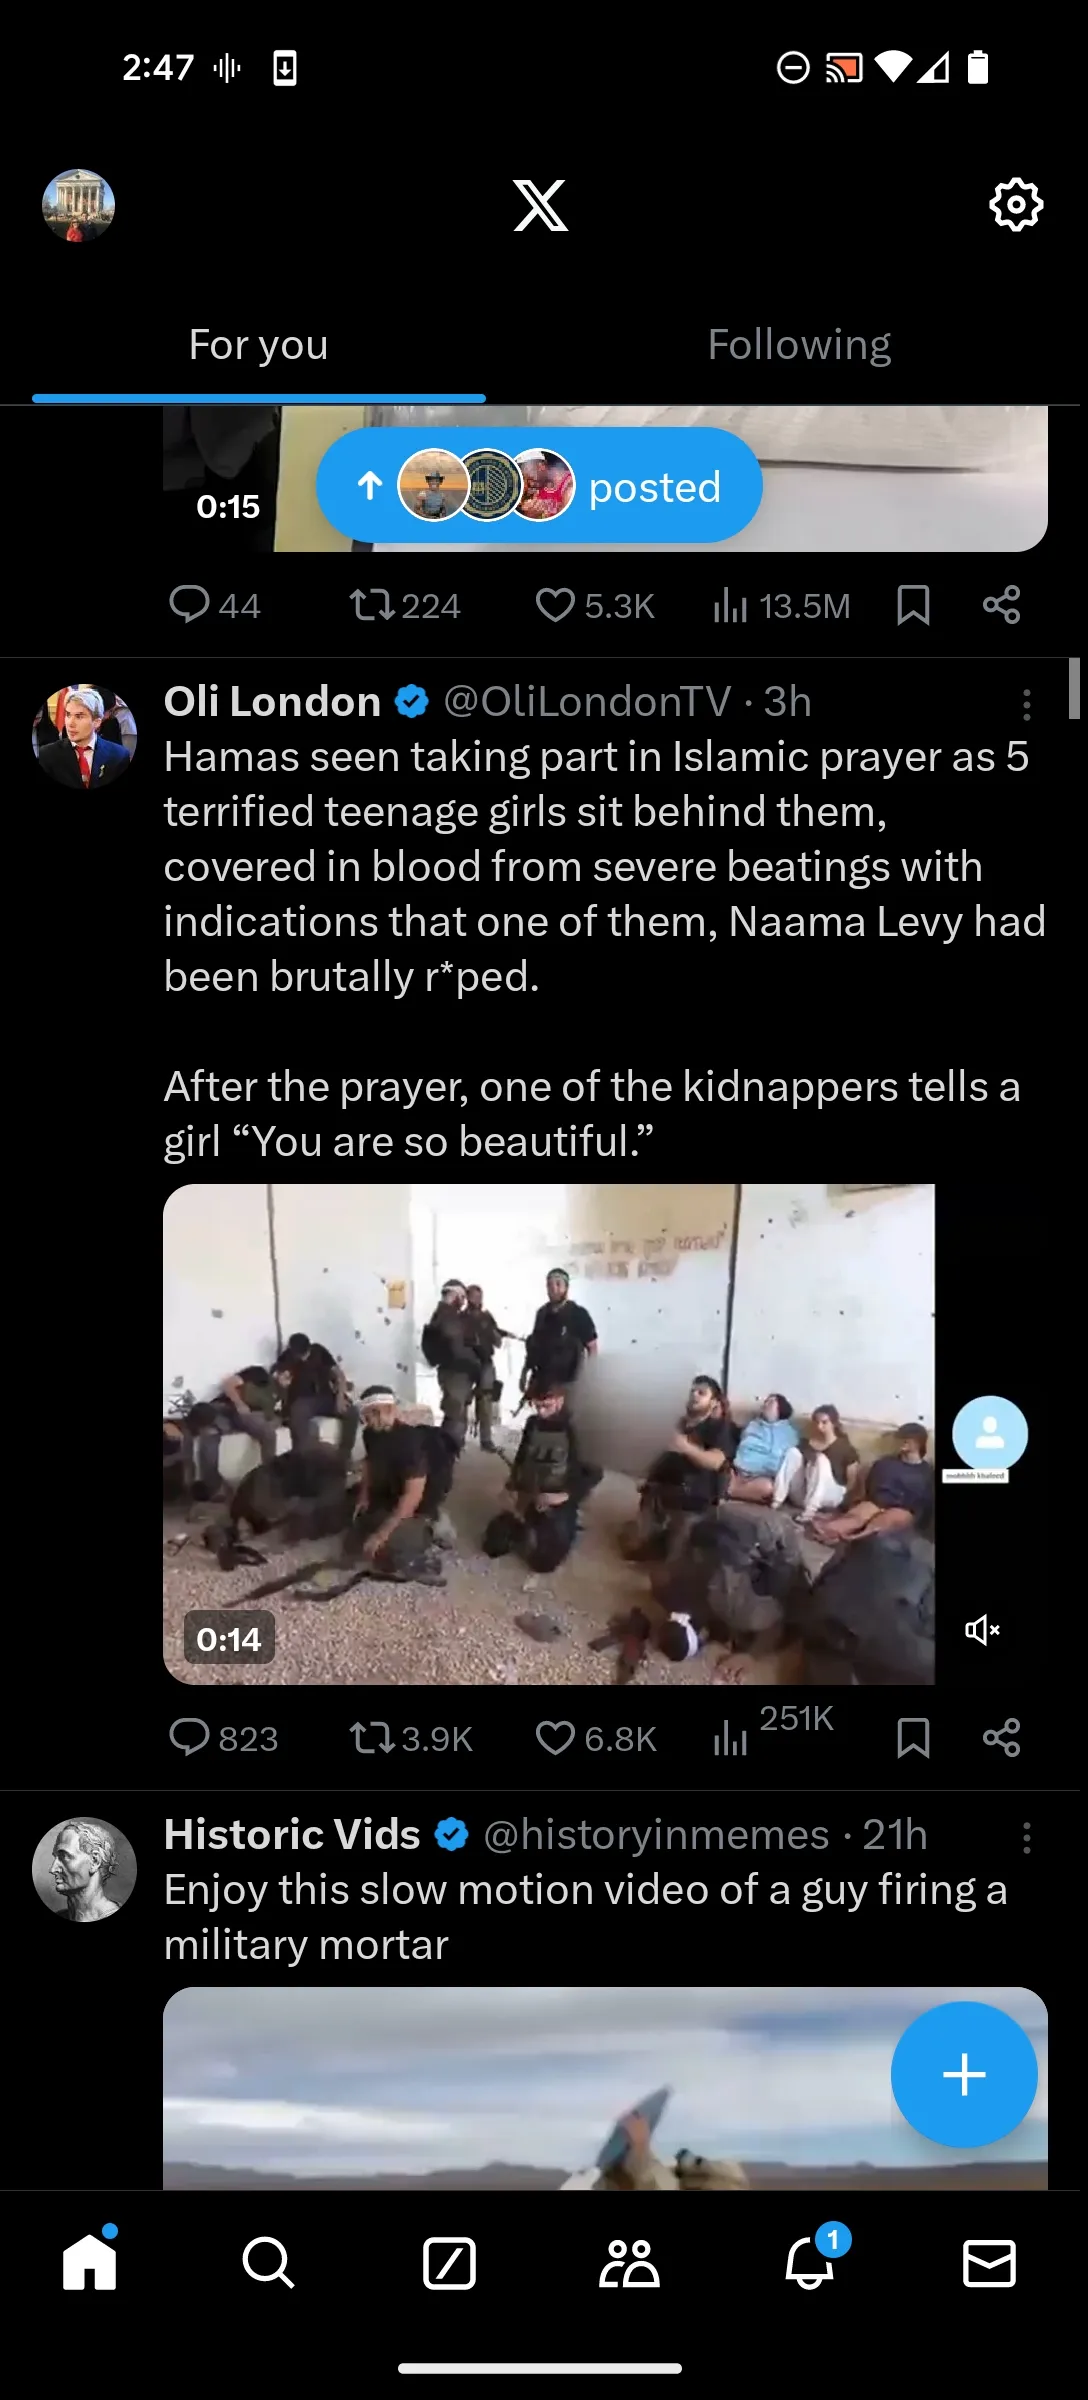 2:47
For you
Following
0:15
posted
44
224
5.3K
13.5M
Oli London @OliLondonTV · 3h
Hamas seen taking part in Islamic prayer as 5
terrified teenage girls sit behind them,
covered in blood from severe beatings with
indications that one of them, Naama Levy had
been brutally r*ped.
After the prayer, one of the kidnappers tells a
girl “You are so beautiful.”
0:14
823
3.9K
6.8K
251K
Historic Vids @historyinmemes · 21h
Enjoy this slow motion video of a guy firing a
military mortar
1